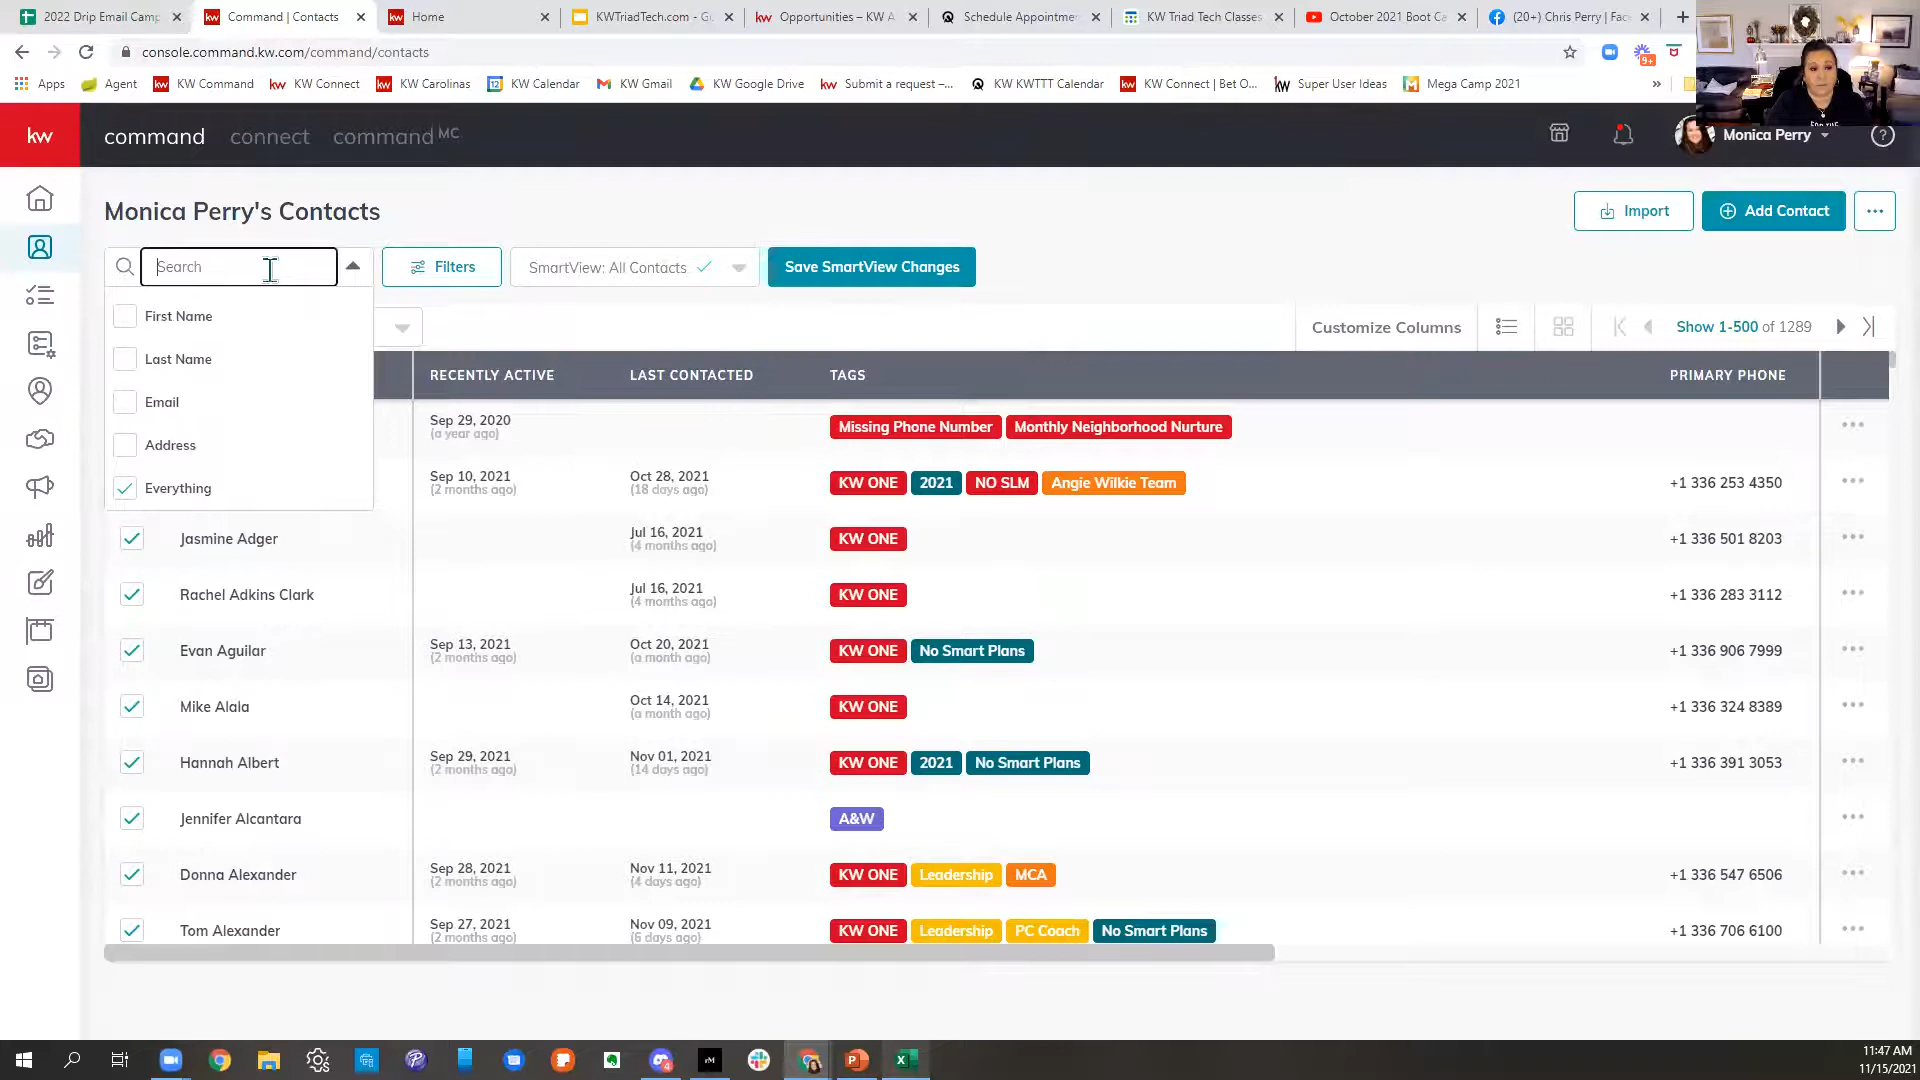 2022 Drip Email Camp
Command | Contacts
Home
KWTriadTech.com - G
Opportunities – KW A
Schedule Appointme
KW Triad Tech Classes
October 2021 Boot Ca
(20+) Chris Perry | Fac
console.command.kw.com/command/contacts
9+
Apps
Agent
KW Command
KW Connect
KW Carolinas
KW Calendar
KW Gmail
KW Google Drive
Submit a request –...
KW KWTTT Calendar
KW Connect | Bet O...
Super User Ideas
Mega Camp 2021
»
kw
command connect command MC
Monica Perry
Monica Perry's Contacts
Import
Add Contact
Search
Filters
SmartView: All Contacts
Save SmartView Changes
First Name
Last Name
Email
Address
Everything
Customize Columns
Show 1-500 of 1289
RECENTLY ACTIVE LAST CONTACTED TAGS PRIMARY PHONE
Sep 29, 2020 Missing Phone Number Monthly Neighborhood Nurture
(a year ago)
Sep 10, 2021 Oct 28, 2021 KW ONE 2021 NO SLM Angie Wilkie Team +1 336 253 4350
(2 months ago) (18 days ago)
Jasmine Adger Jul 16, 2021 KW ONE +1 336 501 8203
(4 months ago)
Rachel Adkins Clark Jul 16, 2021 KW ONE +1 336 283 3112
(4 months ago)
Evan Aguilar Sep 13, 2021 Oct 20, 2021 KW ONE No Smart Plans +1 336 906 7999
(2 months ago) (a month ago)
Mike Alala Oct 14, 2021 KW ONE +1 336 324 8389
(a month ago)
Hannah Albert Sep 29, 2021 Nov 01, 2021 KW ONE 2021 No Smart Plans +1 336 391 3053
(2 months ago) (14 days ago)
Jennifer Alcantara A&W
Donna Alexander Sep 28, 2021 Nov 11, 2021 KW ONE Leadership MCA +1 336 547 6506
(2 months ago) (4 days ago)
Tom Alexander Sep 27, 2021 Nov 09, 2021 KW ONE Leadership PC Coach No Smart Plans +1 336 706 6100
(2 months ago) (6 days ago)
11:47 AM
11/15/2021